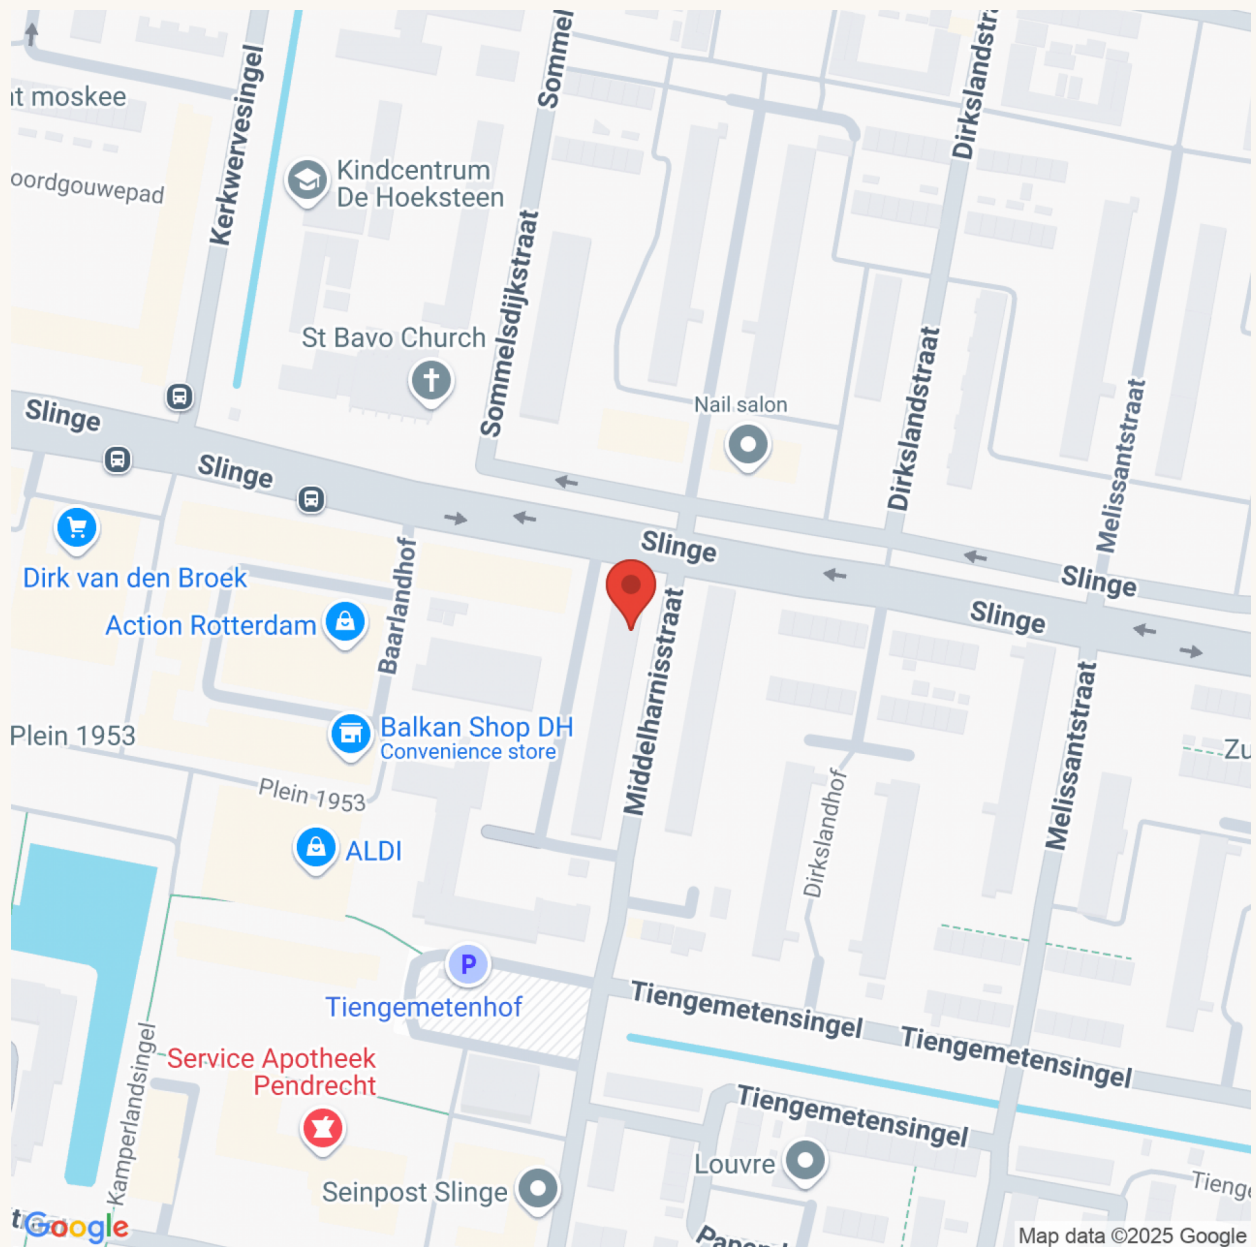 Sommel
Dirkslandstr
Kerkwervesingel
nt moskee
oordgouwepad
Kindcentrum
De Hoeksteen
Sommelsdijkstraat
St Bavo Church
Dirkslandstraat
Melissantstraat
Nail salon
Slinge
Slinge
Slinge
Slinge
Slinge
Dirk van den Broek
Action Rotterdam
Baarlandhof
Middelharnisstraat
Melissantstraat
Plein 1953
Balkan Shop DH
Convenience store
Zu
Plein 1953
ALDI
Dirkslandhof
P
Tiengemetenhof
Tiengemetensingel
Tiengemetensingel
Service Apotheek
Pendrecht
Kamperlandsingel
Tiengemetensingel
Louvre
Seinpost Slinge
Tienge
Google
Map data ©2025 Google